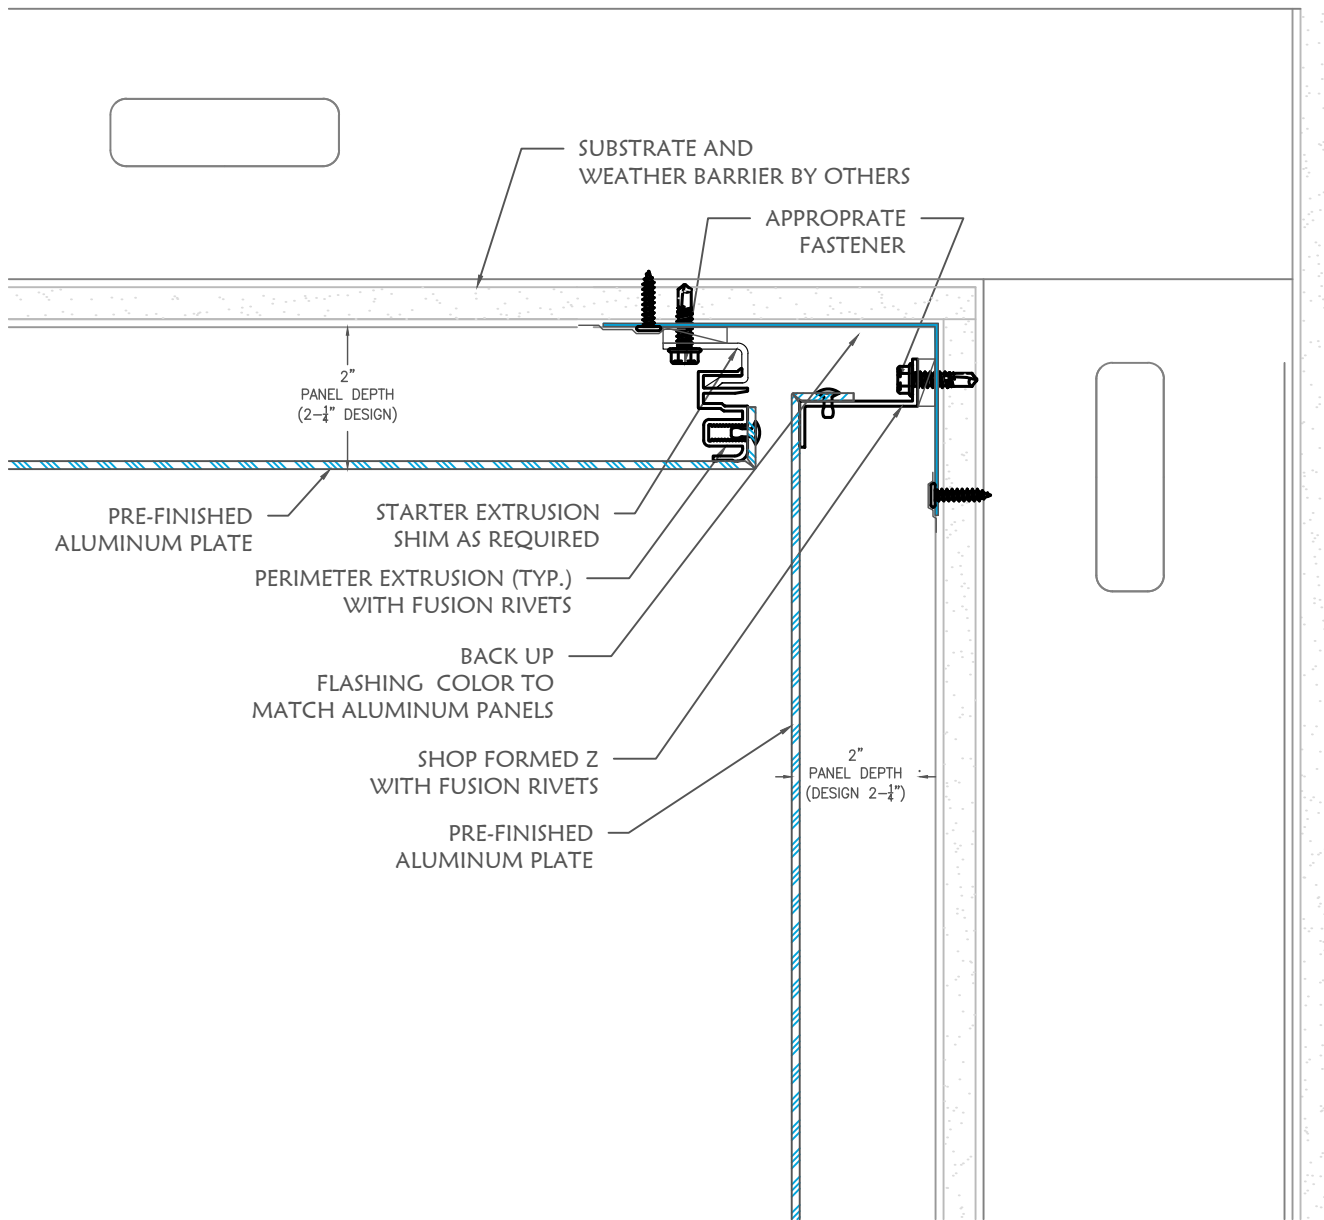 SUBSTRATE AND
WEATHER BARRIER BY OTHERS
APPROPRATE
FASTENER
2"
PANEL DEPTH
(2-1/4" DESIGN)
PRE-FINISHED
ALUMINUM PLATE
STARTER EXTRUSION
SHIM AS REQUIRED
PERIMETER EXTRUSION (TYP.)
WITH FUSION RIVETS
BACK UP
FLASHING COLOR TO
MATCH ALUMINUM PANELS
SHOP FORMED Z
WITH FUSION RIVETS
2"
PANEL DEPTH
(DESIGN 2-1/4")
PRE-FINISHED
ALUMINUM PLATE